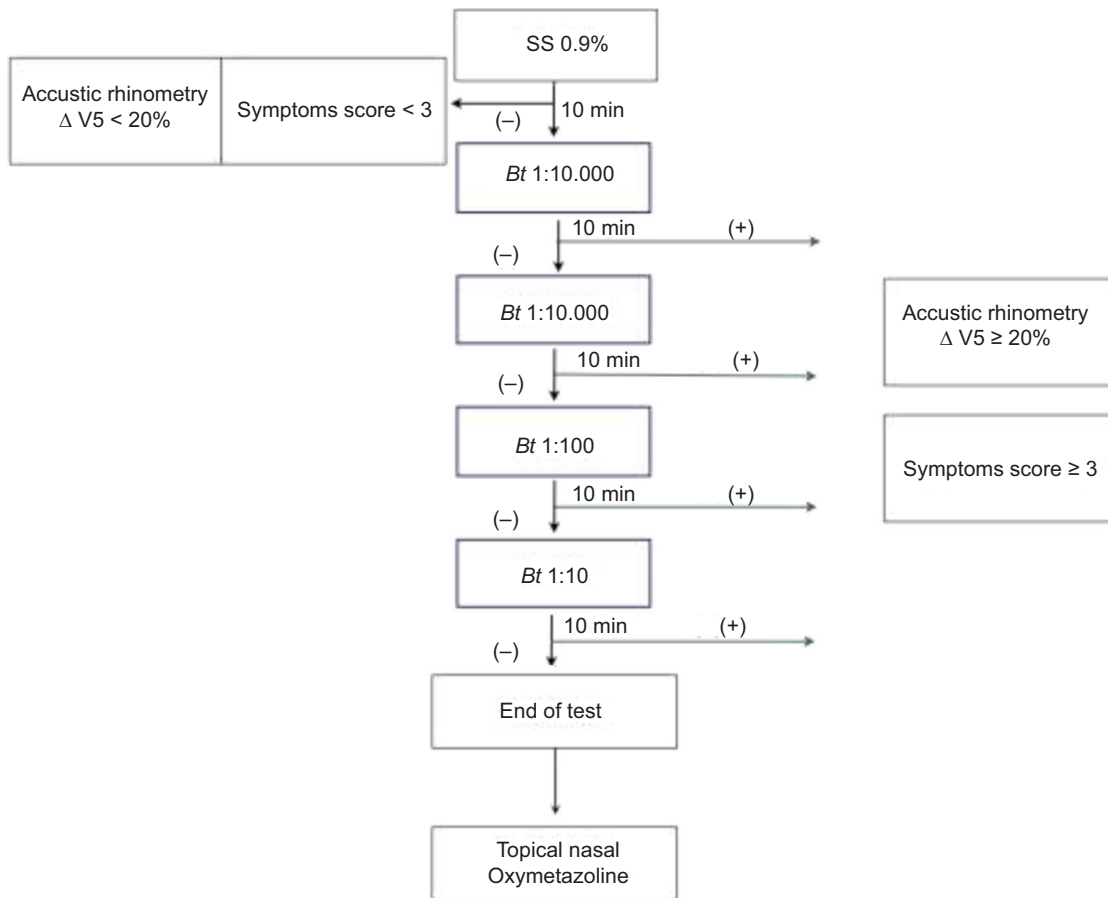 SS 0.9%
Accustic rhinometry
Δ V5 < 20%
Symptoms score < 3
(–)
10 min
Bt 1:10.000
10 min
(+)
(–)
Bt 1:10.000
Accustic rhinometry
Δ V5 ≥ 20%
10 min
(+)
(–)
Bt 1:100
Symptoms score ≥ 3
10 min
(+)
(–)
Bt 1:10
10 min
(+)
(–)
End of test
Topical nasal
Oxymetazoline